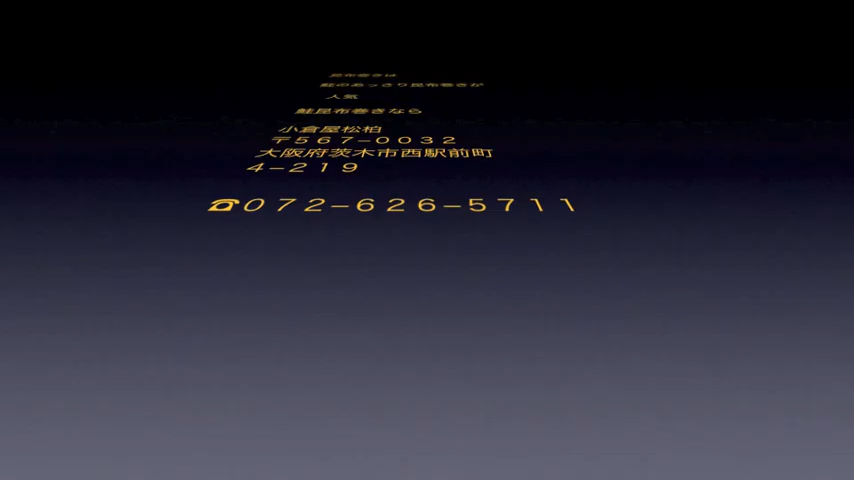 昆布巻きは
鮭のあっさり昆布巻きが
人気
鮭昆布巻きなら
小倉屋松柏
〒５６７－００３２
大阪府茨木市西駅前町
４－２１９
☎０７２－６２６－５７１１